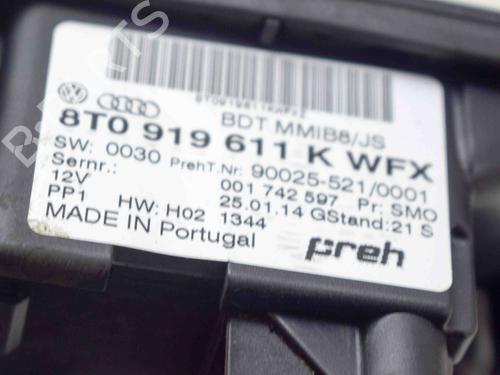 BDT MMIB8/JS
8T0 919 611 K WFX
SW: 0030 PrehT.Nr: 90025-521/0001
Sernr.: 001 742 597 Pr: SMO
12V 25.01.14 GStand: 21 S
PP1 HW: H02 1344
MADE IN Portugal
preh